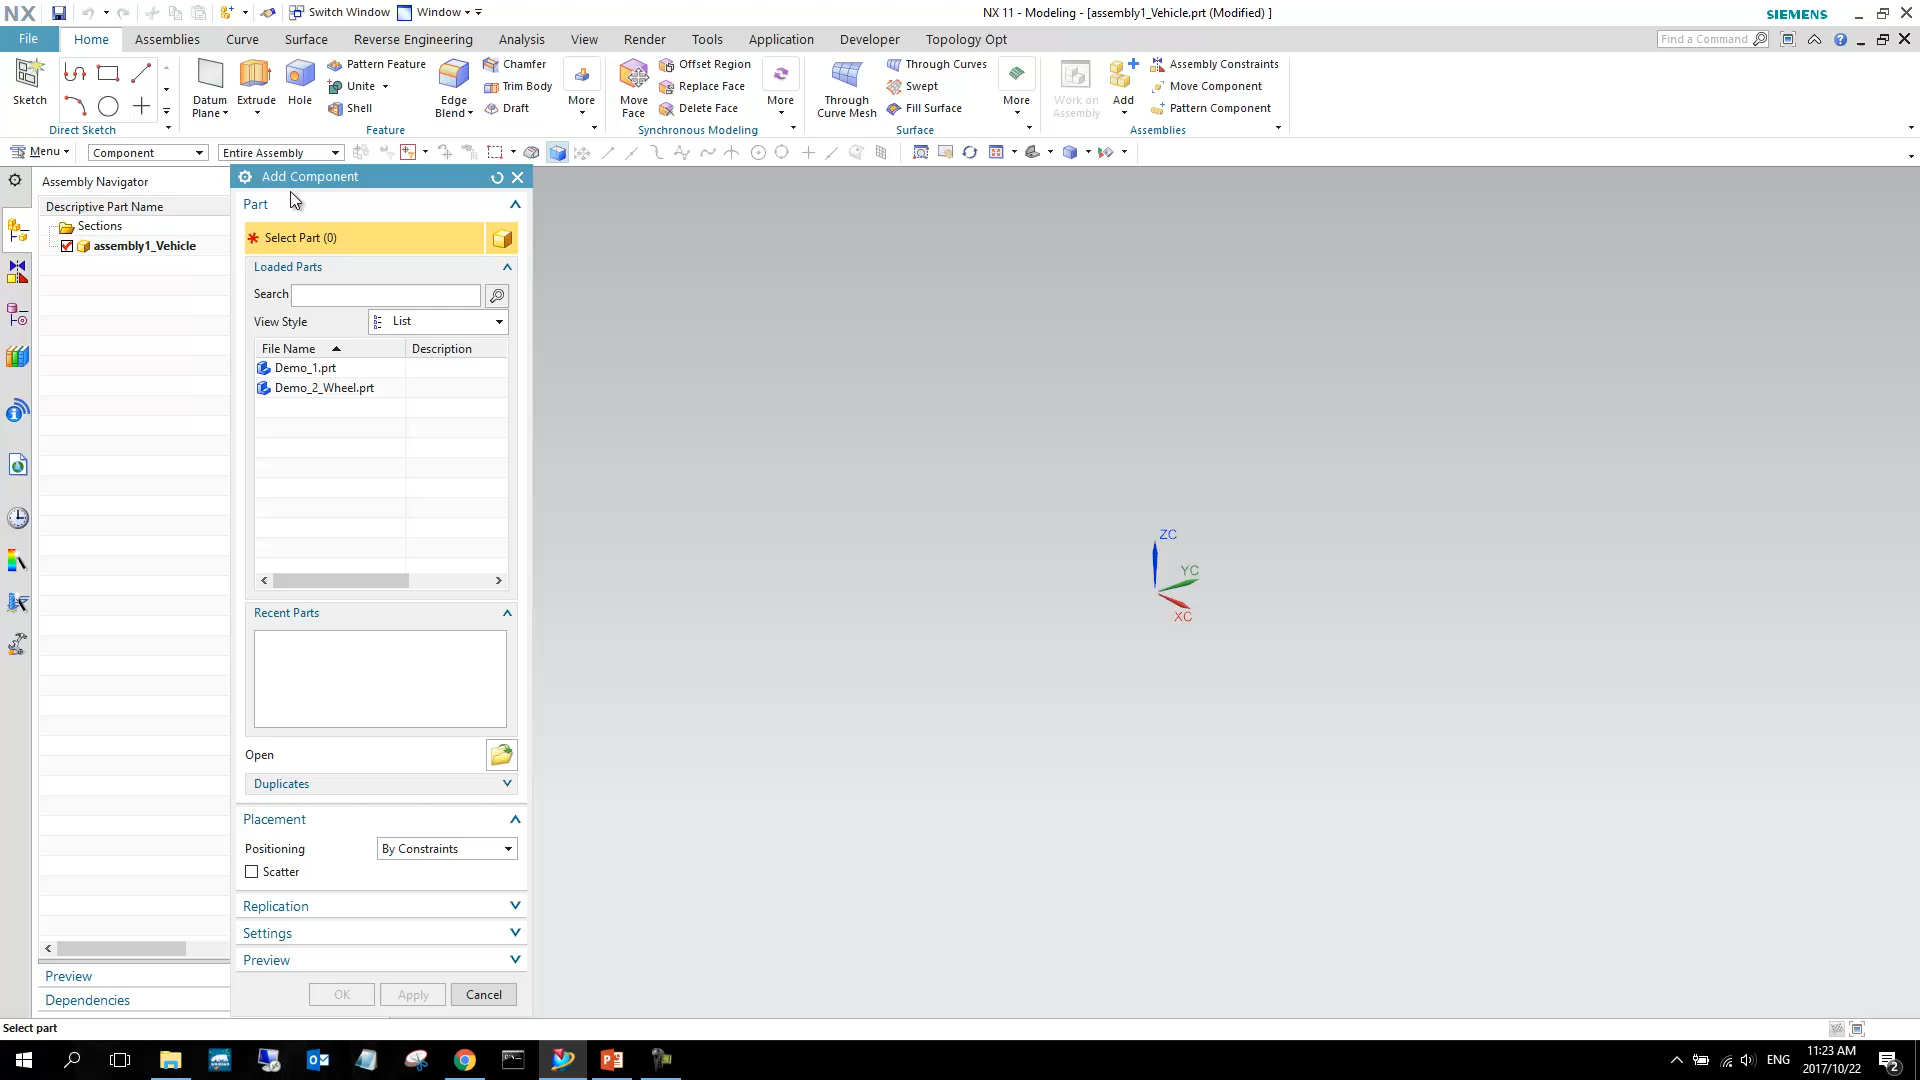 NX
Switch Window
Window
NX 11 - Modeling - [assembly1_Vehicle.prt (Modified) ]
SIEMENS
File
Home
Assemblies
Curve
Surface
Reverse Engineering
Analysis
View
Render
Tools
Application
Developer
Topology Opt
Find a Command
Sketch
Direct Sketch
Datum
Plane
Extrude
Hole
Pattern Feature
Unite
Shell
Edge
Blend
Chamfer
Trim Body
Draft
More
Feature
Move
Face
Offset Region
Replace Face
Delete Face
More
Synchronous Modeling
Through
Curve Mesh
Through Curves
Swept
Fill Surface
More
Surface
Work on
Assembly
Add
Assembly Constraints
Move Component
Pattern Component
Assemblies
Menu
Component
Entire Assembly
Assembly Navigator
Descriptive Part Name
Sections
assembly1_Vehicle
Preview
Dependencies
Add Component
Part
* Select Part (0)
Loaded Parts
Search
View Style
List
File Name
Description
Demo_1.prt
Demo_2_Wheel.prt
Recent Parts
Open
Duplicates
Placement
Positioning
By Constraints
Scatter
Replication
Settings
Preview
OK
Apply
Cancel
ZC
YC
XC
Select part
ENG
11:23 AM
2017/10/22
2